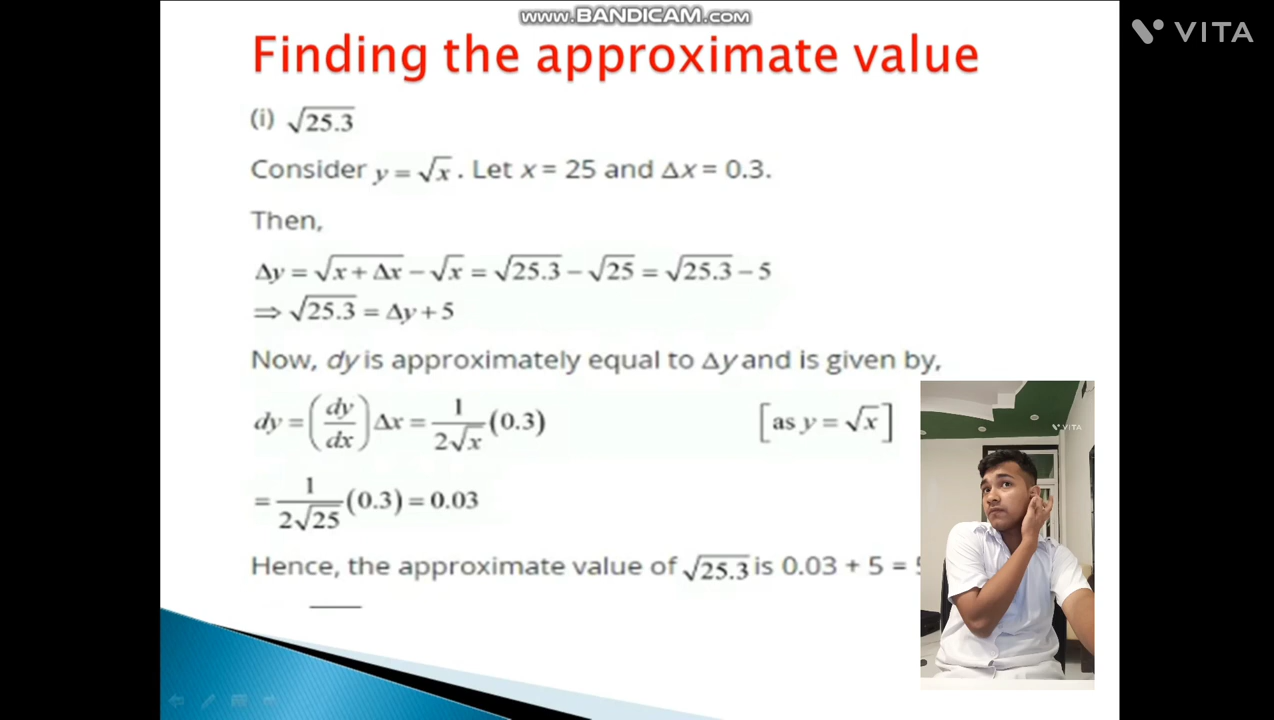 www.BANDICAM.com
VITA
Finding the approximate value
(i) √25.3
Consider y = √x . Let x = 25 and Δx = 0.3.
Then,
Δy = √x + Δx − √x = √25.3 − √25 = √25.3 − 5
⇒ √25.3 = Δy + 5
Now, dy is approximately equal to Δy and is given by,
dy = (dy/dx) Δx = 1/2√x (0.3) [as y = √x]
VITA
= 1/2√25 (0.3) = 0.03
Hence, the approximate value of √25.3 is 0.03 + 5 =